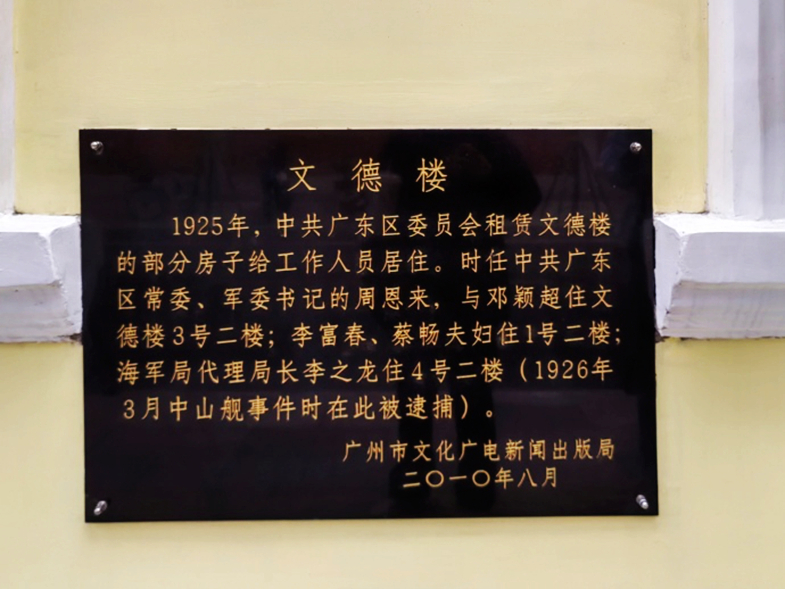 文德楼
1925年，中共广东区委员会租赁文德楼
的部分房子给工作人员居住。时任中共广东
区常委、军委书记的周恩来，与邓颖超住文
德楼3号二楼；李富春、蔡畅夫妇住1号二楼；
海军局代理局长李之龙住4号二楼（1926年
3月中山舰事件时在此被逮捕）。
广州市文化广电新闻出版局
二〇一〇年八月